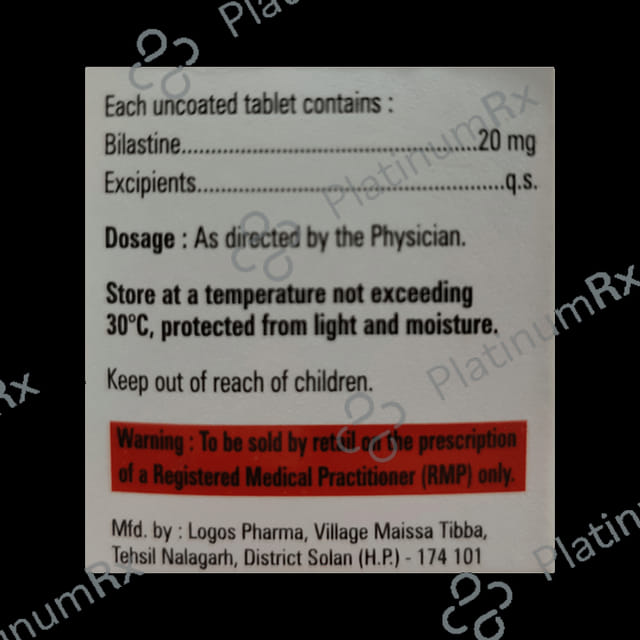 Each uncoated tablet contains :
Bilastine..................................................20 mg
Excipients..................................................q.s.
Dosage : As directed by the Physician.
Store at a temperature not exceeding
30°C, protected from light and moisture.
Keep out of reach of children.
Warning : To be sold by retail on the prescription
of a Registered Medical Practitioner (RMP) only.
Mfd. by : Logos Pharma, Village Maissa Tibba,
Tehsil Nalagarh, District Solan (H.P.) - 174 101
PlatinumRx
PlatinumRx